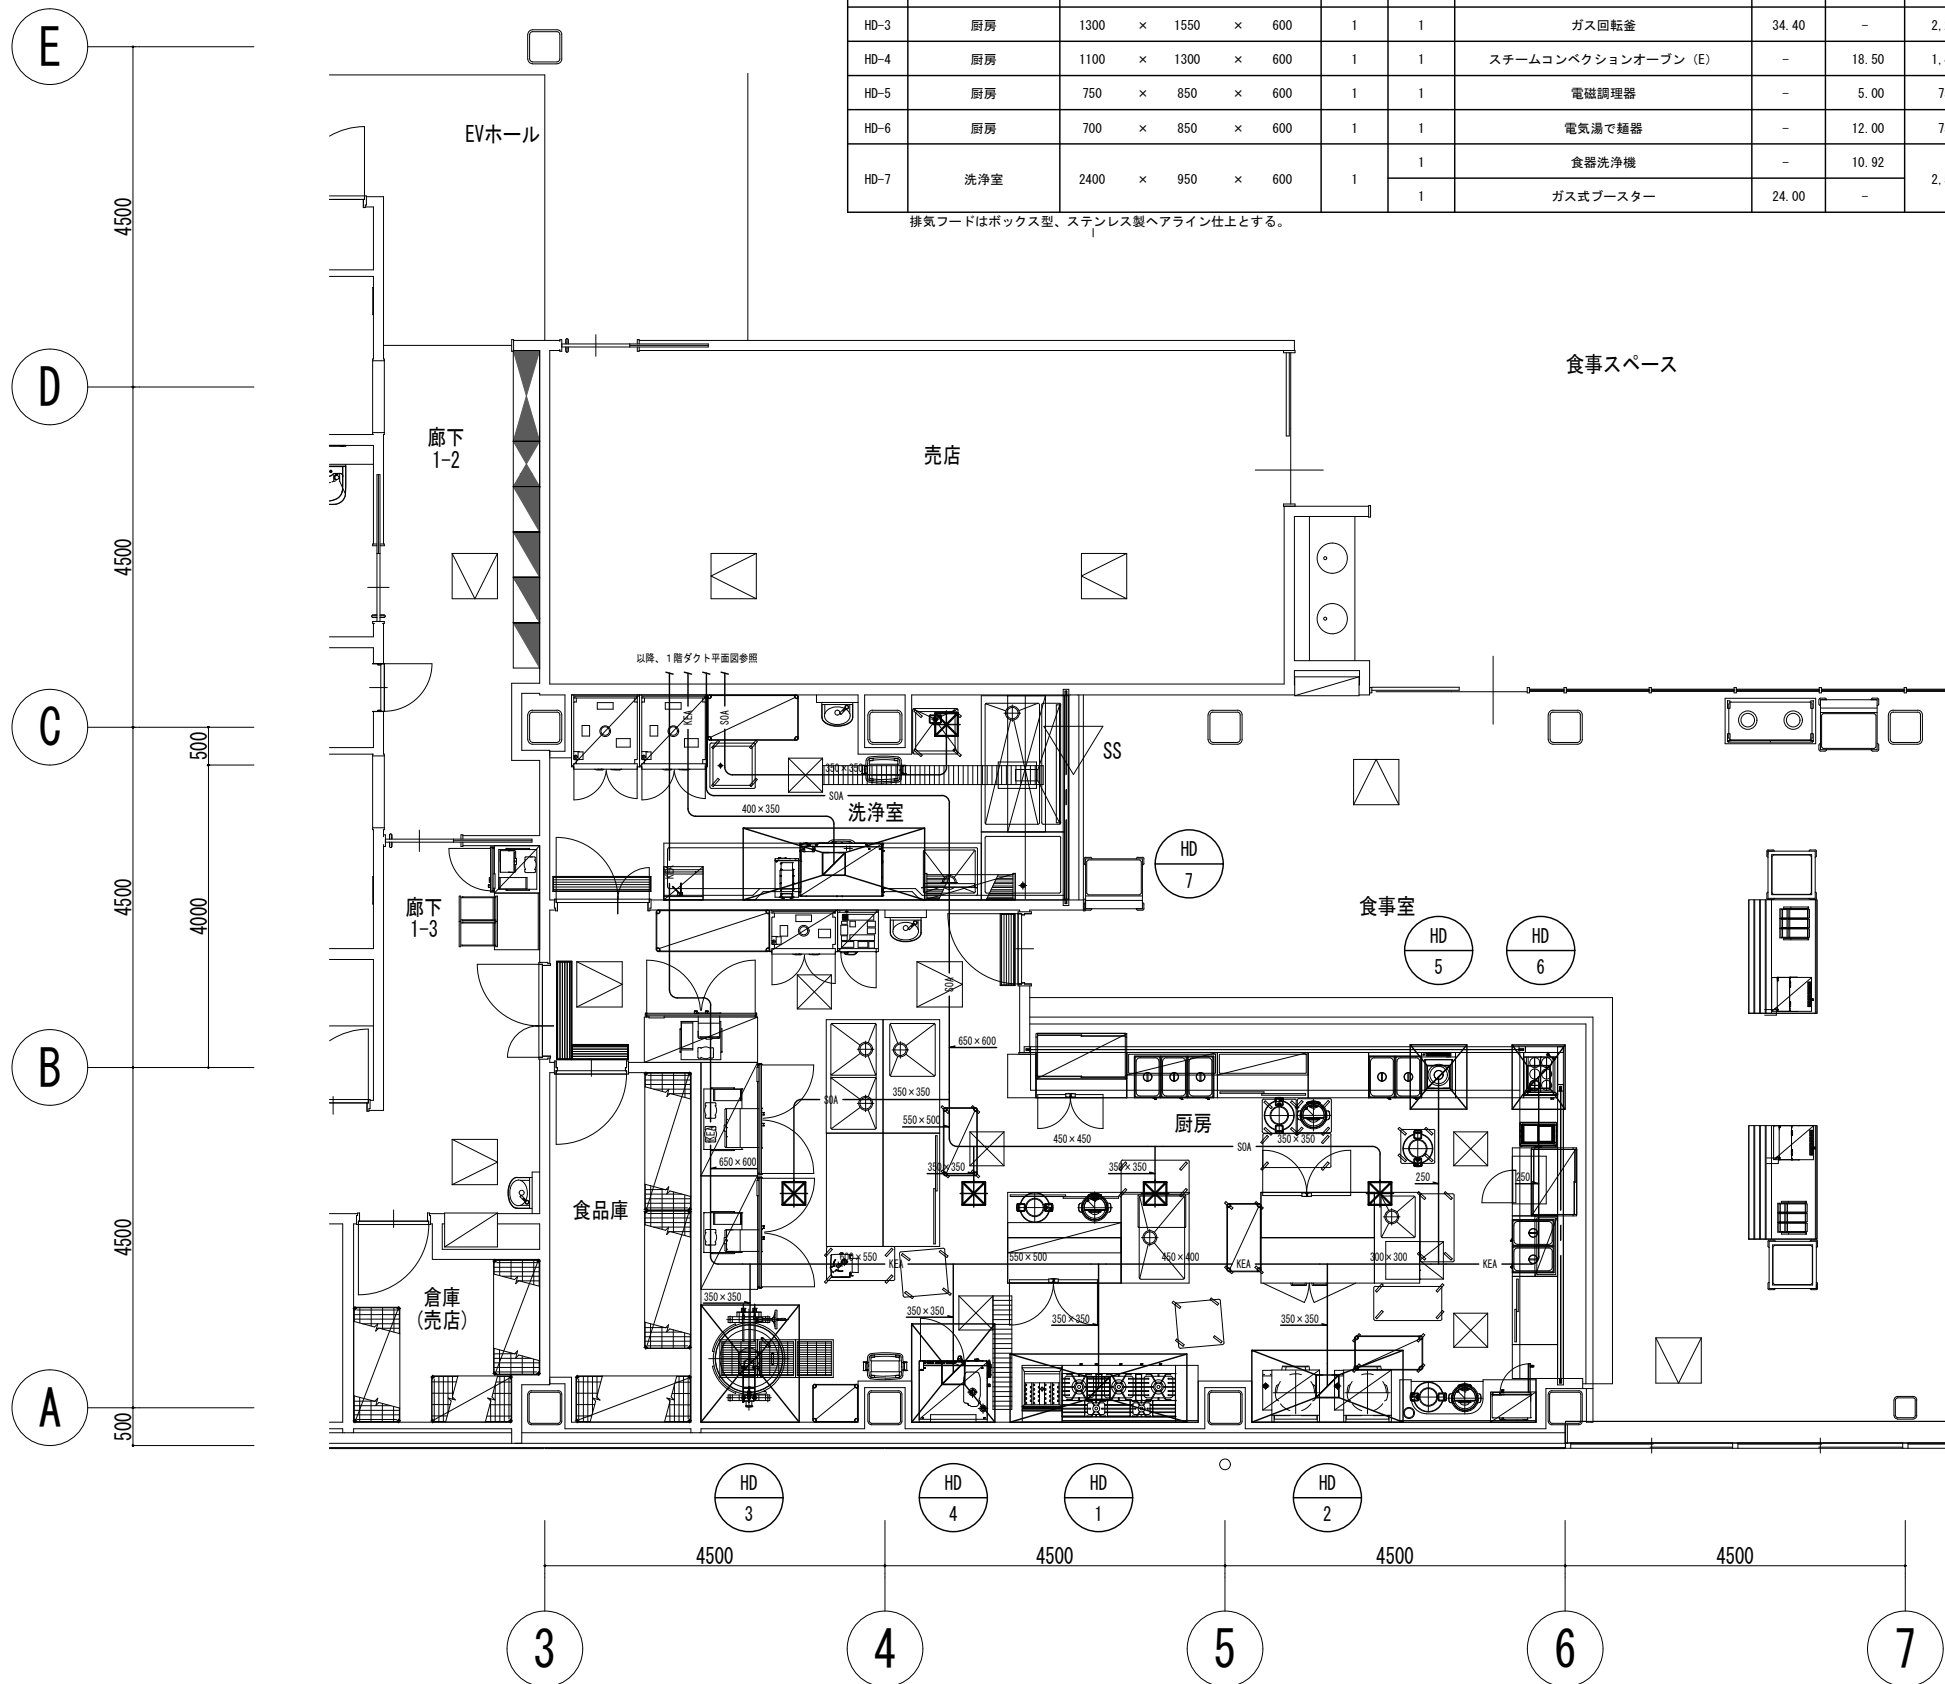 HD-3 厨房 1300 × 1550 × 600 1 1 ガス回転釜 34.40 - 2,
HD-4 厨房 1100 × 1300 × 600 1 1 スチームコンベクションオーブン (E) - 18.50 1,
HD-5 厨房 750 × 850 × 600 1 1 電磁調理器 - 5.00 7
HD-6 厨房 700 × 850 × 600 1 1 電気湯で麺器 - 12.00 7
HD-7 洗浄室 2400 × 950 × 600 1 1 食器洗浄機 - 10.92 2,
1 ガス式ブースター 24.00 -
排気フードはボックス型、ステンレス製ヘアライン仕上とする。
E
EVホール
4500
D
食事スペース
廊下
1-2
売店
4500
以降、1階ダクト平面図参照
C
500
KEA
SOA
SS
350×350
SOA
400×350
洗浄室
HD
7
4500
4000
廊下
1-3
食事室
HD
5
HD
6
SOA
650×600
B
350×350
SOA
550×500
厨房
KEA
450×450
SOA
350×350
650×600
350×350
350×350
250
250
食品庫
4500
600×550
KEA
550×500
450×400
KEA
300×300
KEA
倉庫
(売店)
350×350
350×350
350×350
350×350
A
500
HD
3
HD
4
HD
1
HD
2
4500
4500
4500
4500
3
4
5
6
7